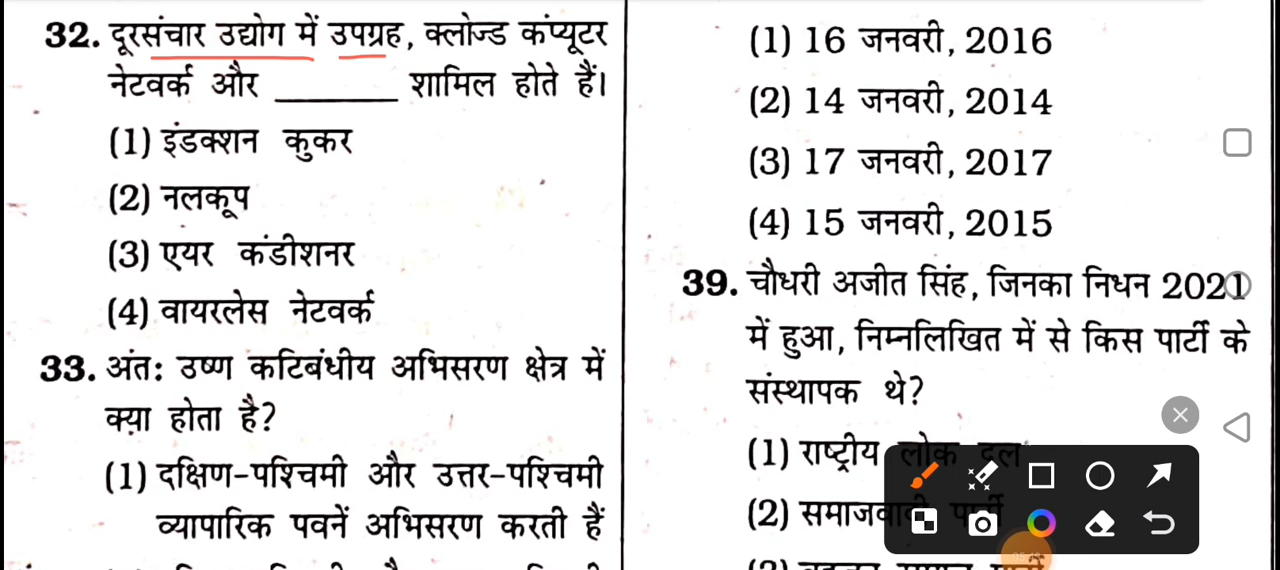 32. दूरसंचार उद्योग में उपग्रह, क्लोज्ड कंप्यूटर
नेटवर्क और ________ शामिल होते हैं।
(1) इंडक्शन कुकर
(2) नलकूप
(3) एयर कंडीशनर
(4) वायरलेस नेटवर्क
33. अंत: उष्ण कटिबंधीय अभिसरण क्षेत्र में
क्या होता है?
(1) दक्षिण-पश्चिमी और उत्तर-पश्चिमी
व्यापारिक पवनें अभिसरण करती हैं
(1) 16 जनवरी, 2016
(2) 14 जनवरी, 2014
(3) 17 जनवरी, 2017
(4) 15 जनवरी, 2015
39. चौधरी अजीत सिंह, जिनका निधन 2021
में हुआ, निम्नलिखित में से किस पार्टी के
संस्थापक थे?
(1) राष्ट्रीय लोक दल
(2) समाजवादी पार्टी